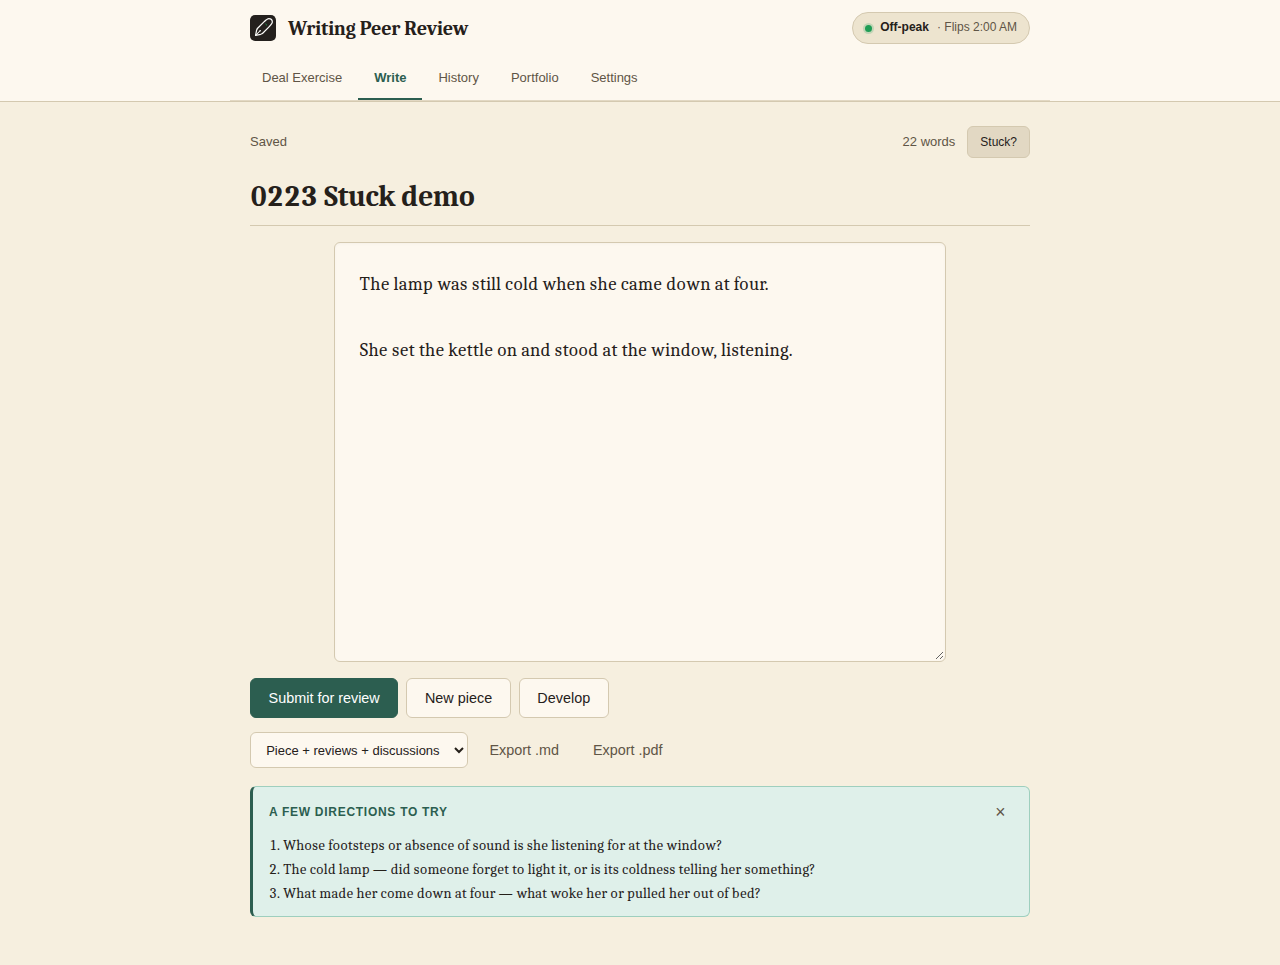 Writing Peer Review
Off-peak · Flips 2:00 AM
Deal Exercise Write History Portfolio Settings
Saved 22 words Stuck?
0223 Stuck demo
The lamp was still cold when she came down at four.
She set the kettle on and stood at the window, listening.
Submit for review New piece Develop
Piece + reviews + discussions Export .md Export .pdf
A FEW DIRECTIONS TO TRY ×
1. Whose footsteps or absence of sound is she listening for at the window?
2. The cold lamp — did someone forget to light it, or is its coldness telling her something?
3. What made her come down at four — what woke her or pulled her out of bed?